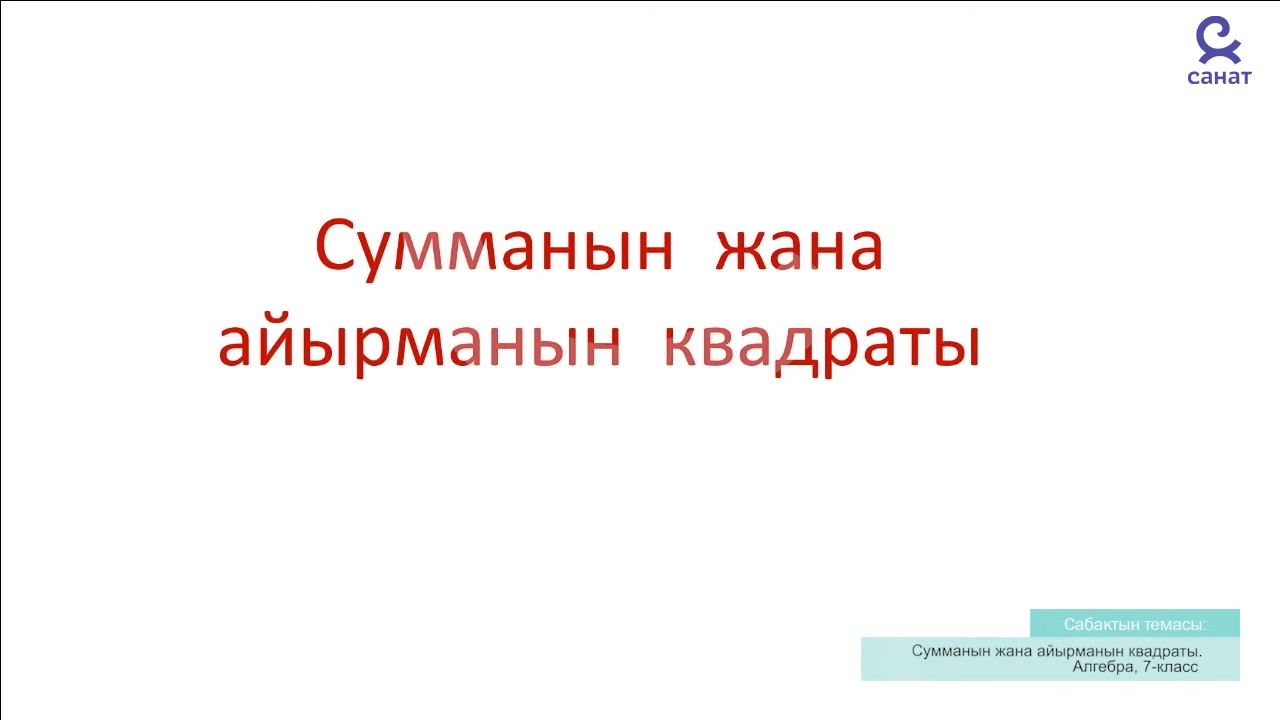 санат
Сумманын жана
айырманын квадраты
Сабактын темасы:
Сумманын жана айырманын квадраты.
Алгебра, 7-класс